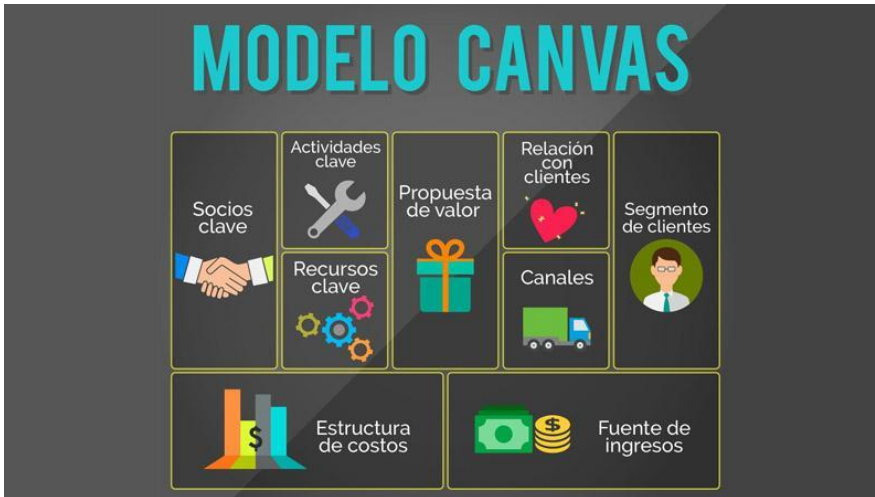 MODELO CANVAS
Socios
clave
Actividades
clave
Recursos
clave
Propuesta
de valor
Relación
con
clientes
Canales
Segmento
de clientes
$
Estructura
de costos
$
Fuente de
ingresos